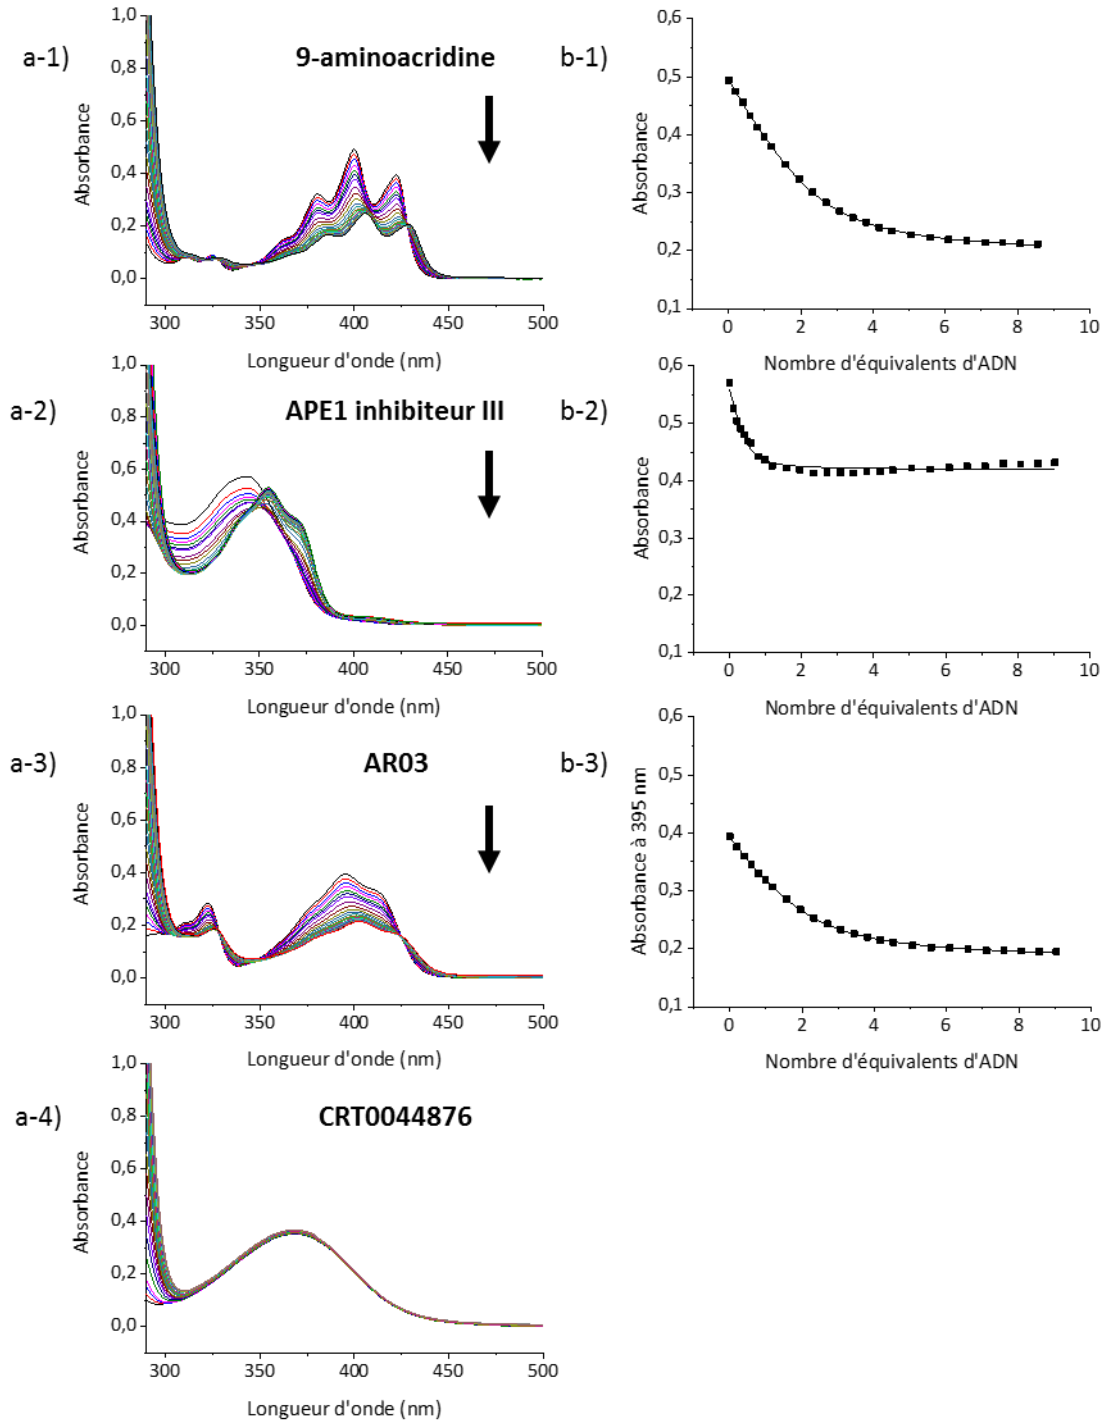 a-1)
9-aminoacridine
Absorbance
1,0
0,8
0,6
0,4
0,2
0,0
300 350 400 450 500
Longueur d'onde (nm)
b-1)
Absorbance
0,6
0,5
0,4
0,3
0,2
0,1
0 2 4 6 8 10
Nombre d'équivalents d'ADN
a-2)
APE1 inhibiteur III
Absorbance
1,0
0,8
0,6
0,4
0,2
0,0
300 350 400 450 500
Longueur d'onde (nm)
b-2)
Absorbance
0,6
0,5
0,4
0,3
0,2
0,1
0 2 4 6 8 10
Nombre d'équivalents d'ADN
a-3)
AR03
Absorbance
1,0
0,8
0,6
0,4
0,2
0,0
300 350 400 450 500
Longueur d'onde (nm)
b-3)
Absorbance à 395 nm
0,6
0,5
0,4
0,3
0,2
0,1
0 2 4 6 8 10
Nombre d'équivalents d'ADN
a-4)
CRT0044876
Absorbance
1,0
0,8
0,6
0,4
0,2
0,0
300 350 400 450 500
Longueur d'onde (nm)